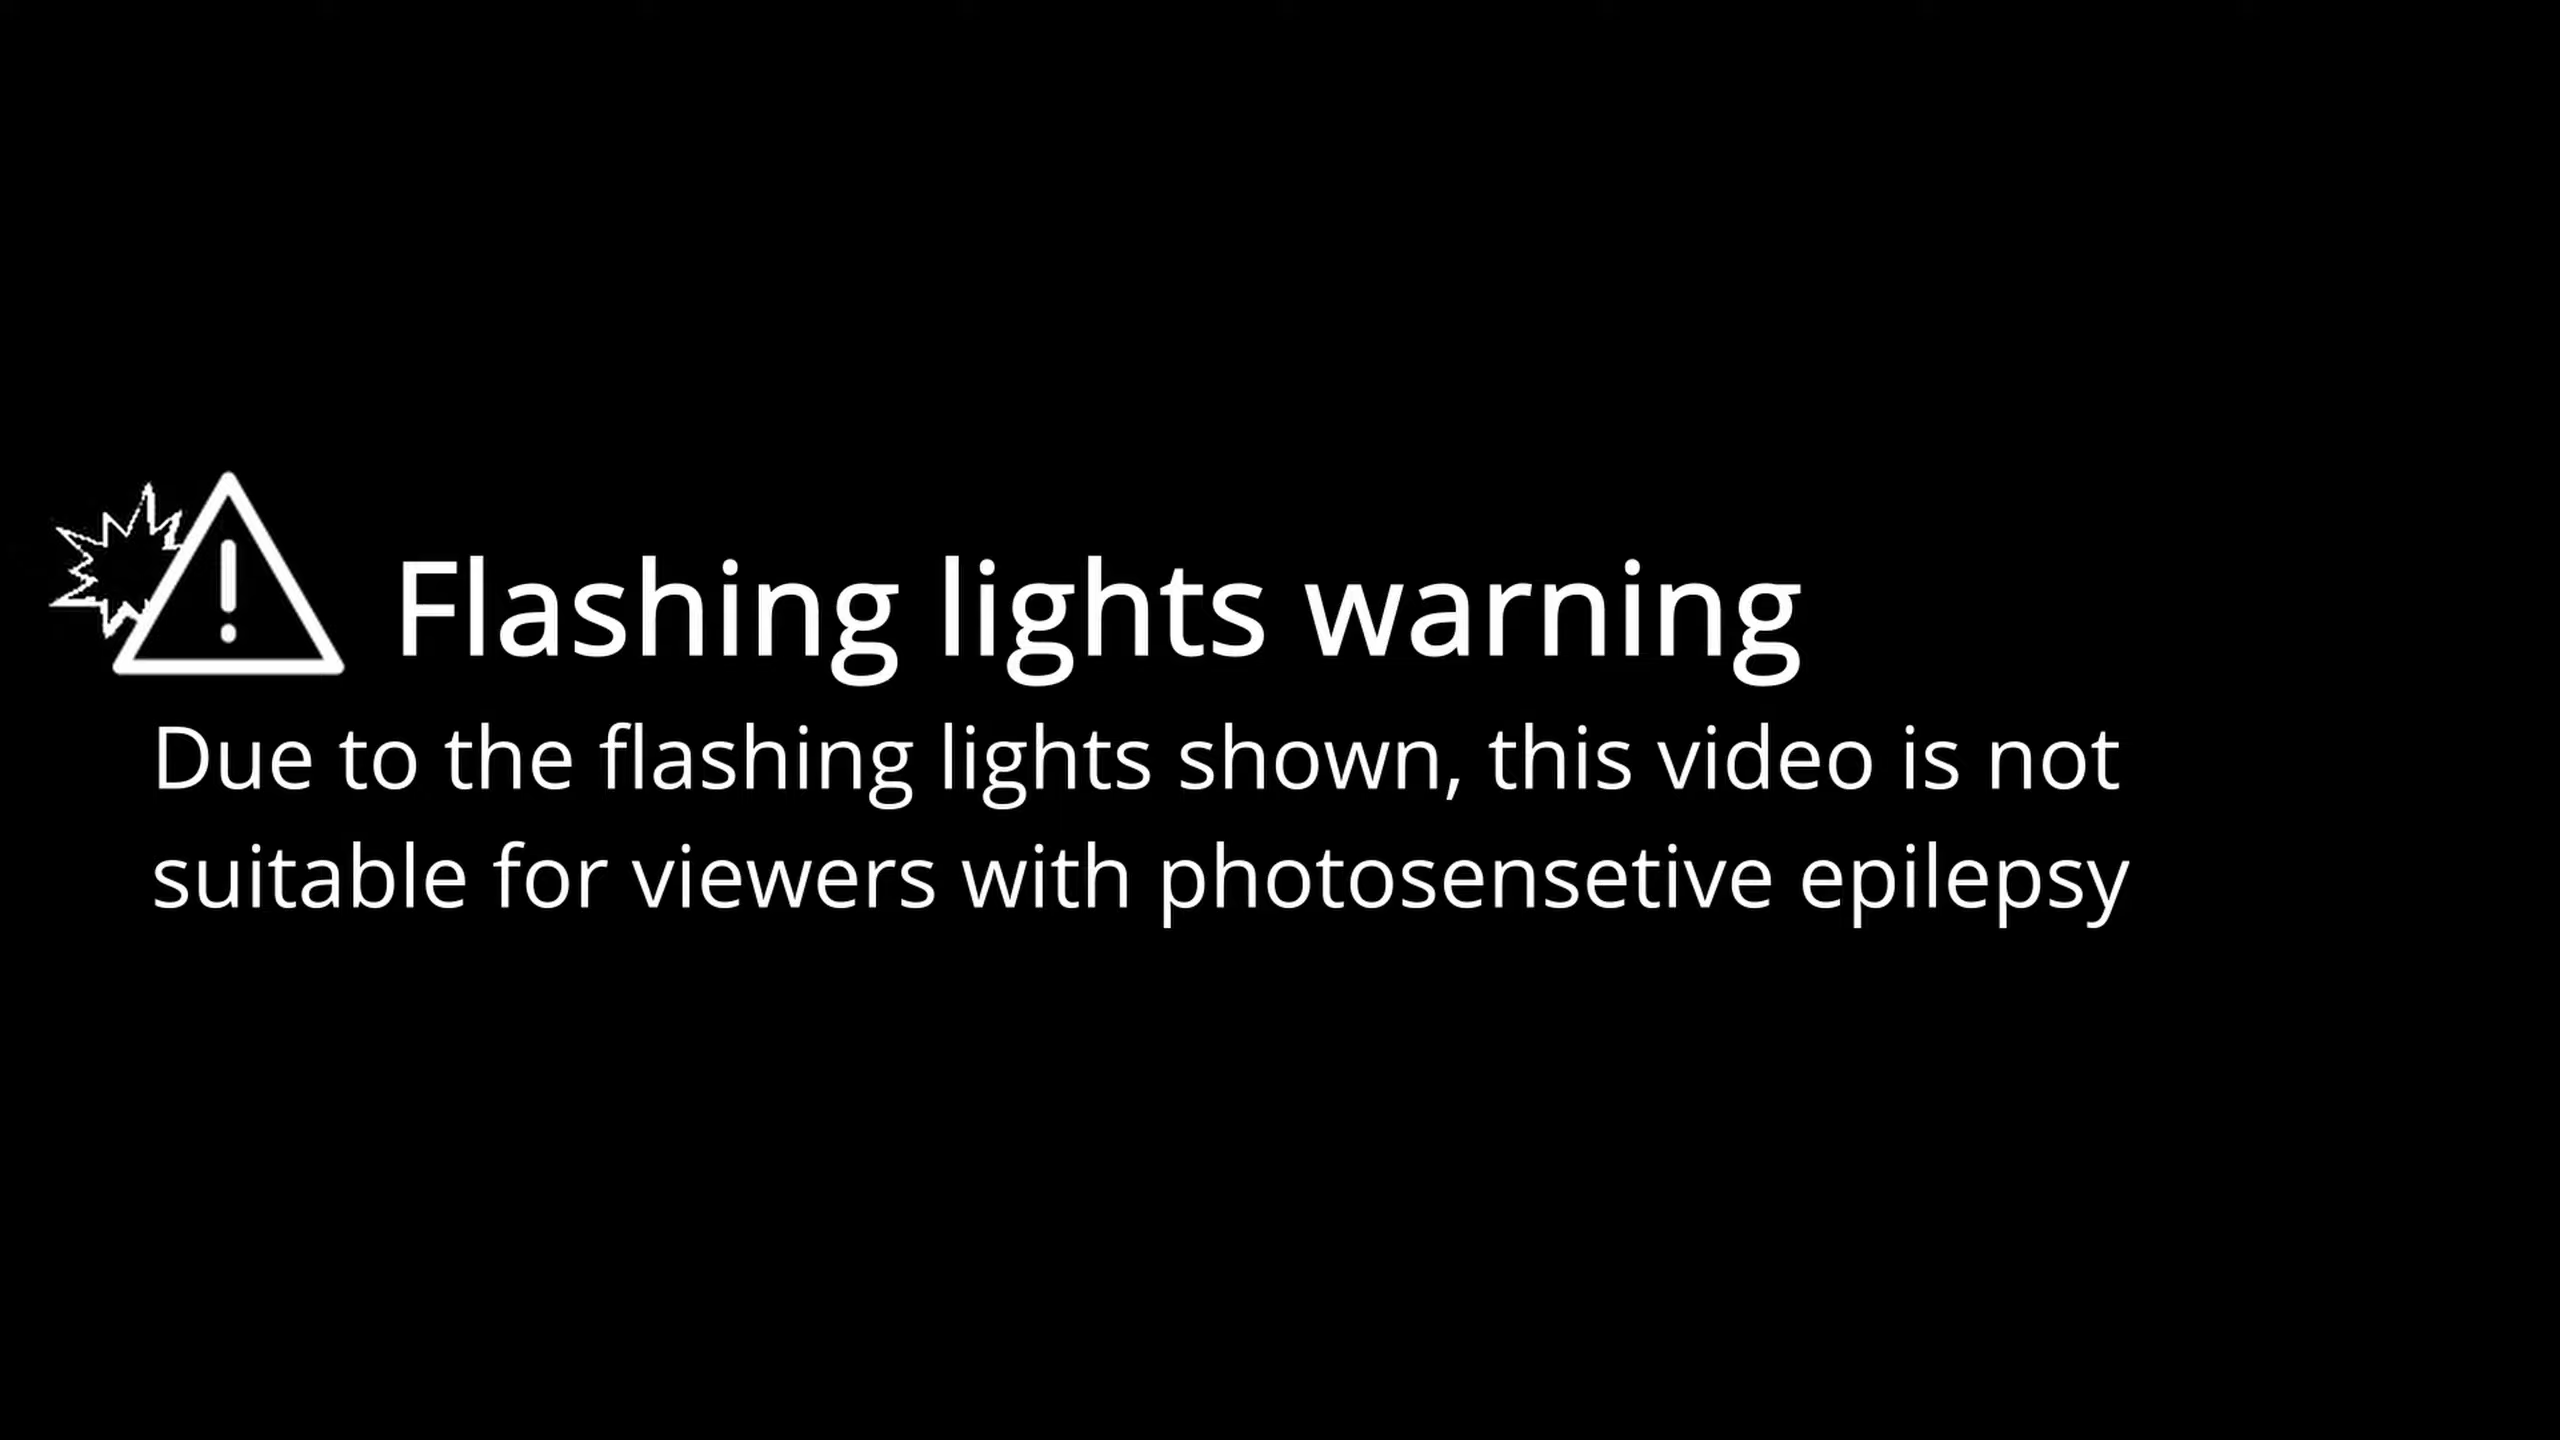 Flashing lights warning
Due to the flashing lights shown, this video is not
suitable for viewers with photosensetive epilepsy